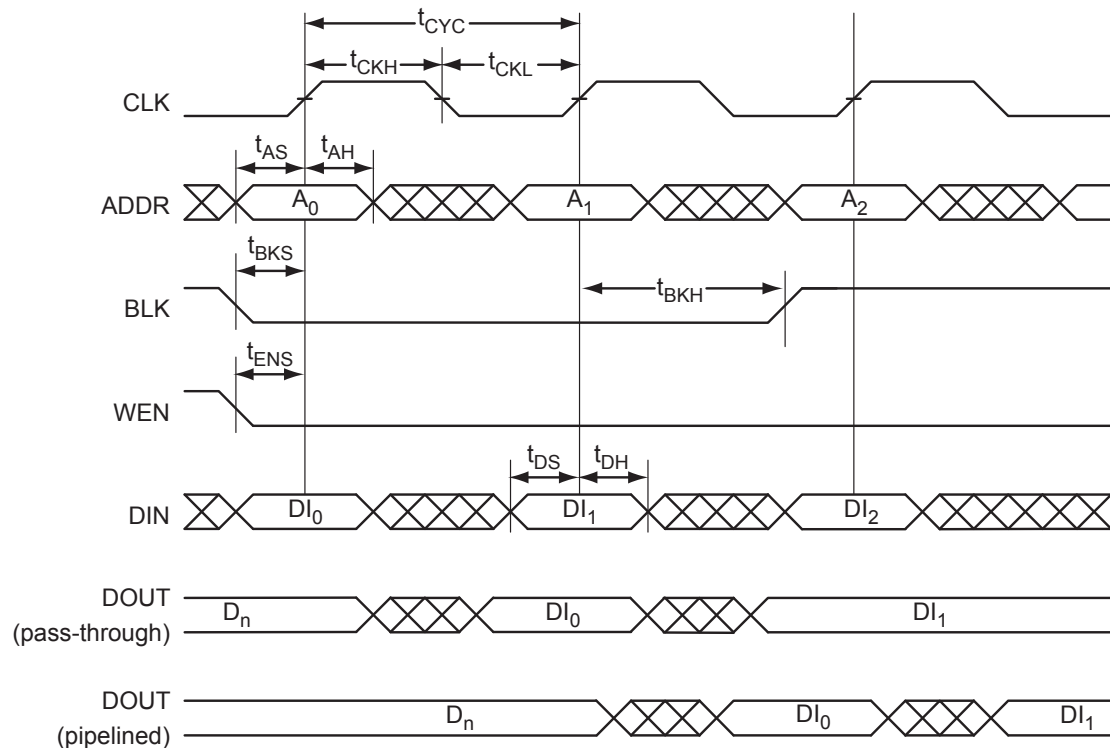 tCYC
tCKH tCKL
CLK
tAS tAH
ADDR A0 A1 A2
tBKS
BLK tBKH
tENS
WEN
tDS tDH
DIN DI0 DI1 DI2
DOUT
(pass-through) Dn DI0 DI1
DOUT
(pipelined) Dn DI0 DI1